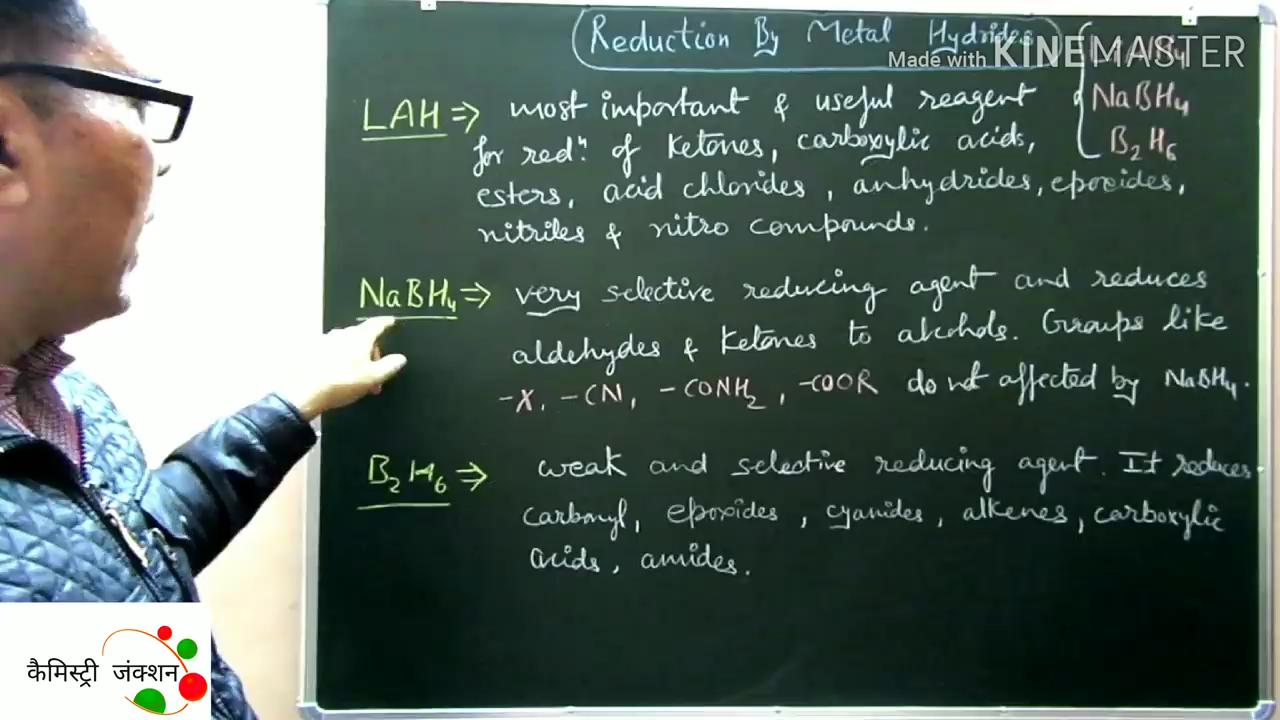 Reduction By Metal Hydrides
Made with KINEMASTER
NaBH4
B2H6
LAH ⇒ most important & useful reagent
for redn. of Ketones, carboxylic acids,
esters, acid chlorides, anhydrides, epoxides,
nitriles & nitro compounds.
NaBH4 ⇒ very selective reducing agent and reduces
aldehydes & Ketones to alcohols. Groups like
-X, -CN, -CONH2, -COOR do not affected by NaBH4.
B2H6 ⇒ weak and selective reducing agent. It reduces
carbonyl, epoxides, cyanides, alkenes, carboxylic
acids, amides.
कैमिस्ट्री जंक्शन